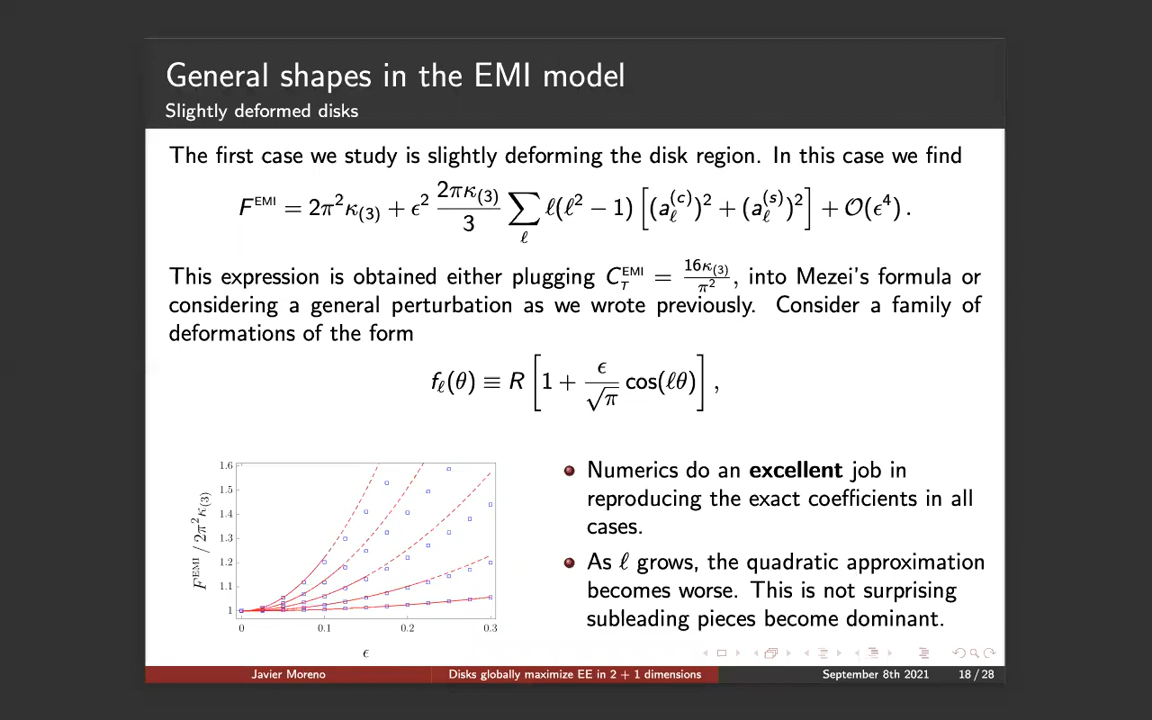 General shapes in the EMI model
Slightly deformed disks
The first case we study is slightly deforming the disk region. In this case we find
F^EMI = 2π²κ₍₃₎ + ϵ² 2πκ₍₃₎/3 ∑_ℓ ℓ(ℓ² − 1) [(a_ℓ^(c))² + (a_ℓ^(s))²] + O(ϵ⁴) .
This expression is obtained either plugging C_T^EMI = 16κ₍₃₎/π², into Mezei's formula or
considering a general perturbation as we wrote previously. Consider a family of
deformations of the form
f_ℓ(θ) ≡ R [1 + ϵ/√π cos(ℓθ)] ,
F^EMI / 2π²κ₍₃₎
1.6
1.5
1.4
1.3
1.2
1.1
1
0 0.1 0.2 0.3
ϵ
Numerics do an excellent job in
reproducing the exact coefficients in all
cases.
As ℓ grows, the quadratic approximation
becomes worse. This is not surprising
subleading pieces become dominant.
Javier Moreno Disks globally maximize EE in 2 + 1 dimensions September 8th 2021 18 / 28